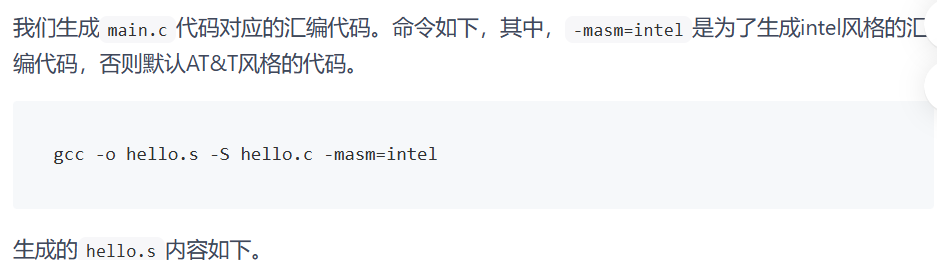 我们生成 main.c 代码对应的汇编代码。命令如下，其中， -masm=intel 是为了生成intel风格的汇
编代码，否则默认AT&T风格的代码。
gcc -o hello.s -S hello.c -masm=intel
生成的 hello.s 内容如下。